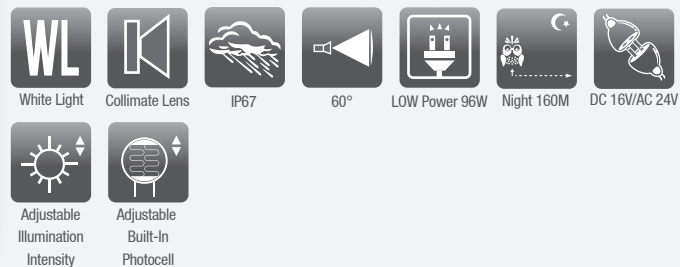 WL
White Light
Collimate Lens
IP67
60°
LOW Power 96W
Night 160M
DC 16V/AC 24V
Adjustable
Illumination
Intensity
Adjustable
Built-In
Photocell